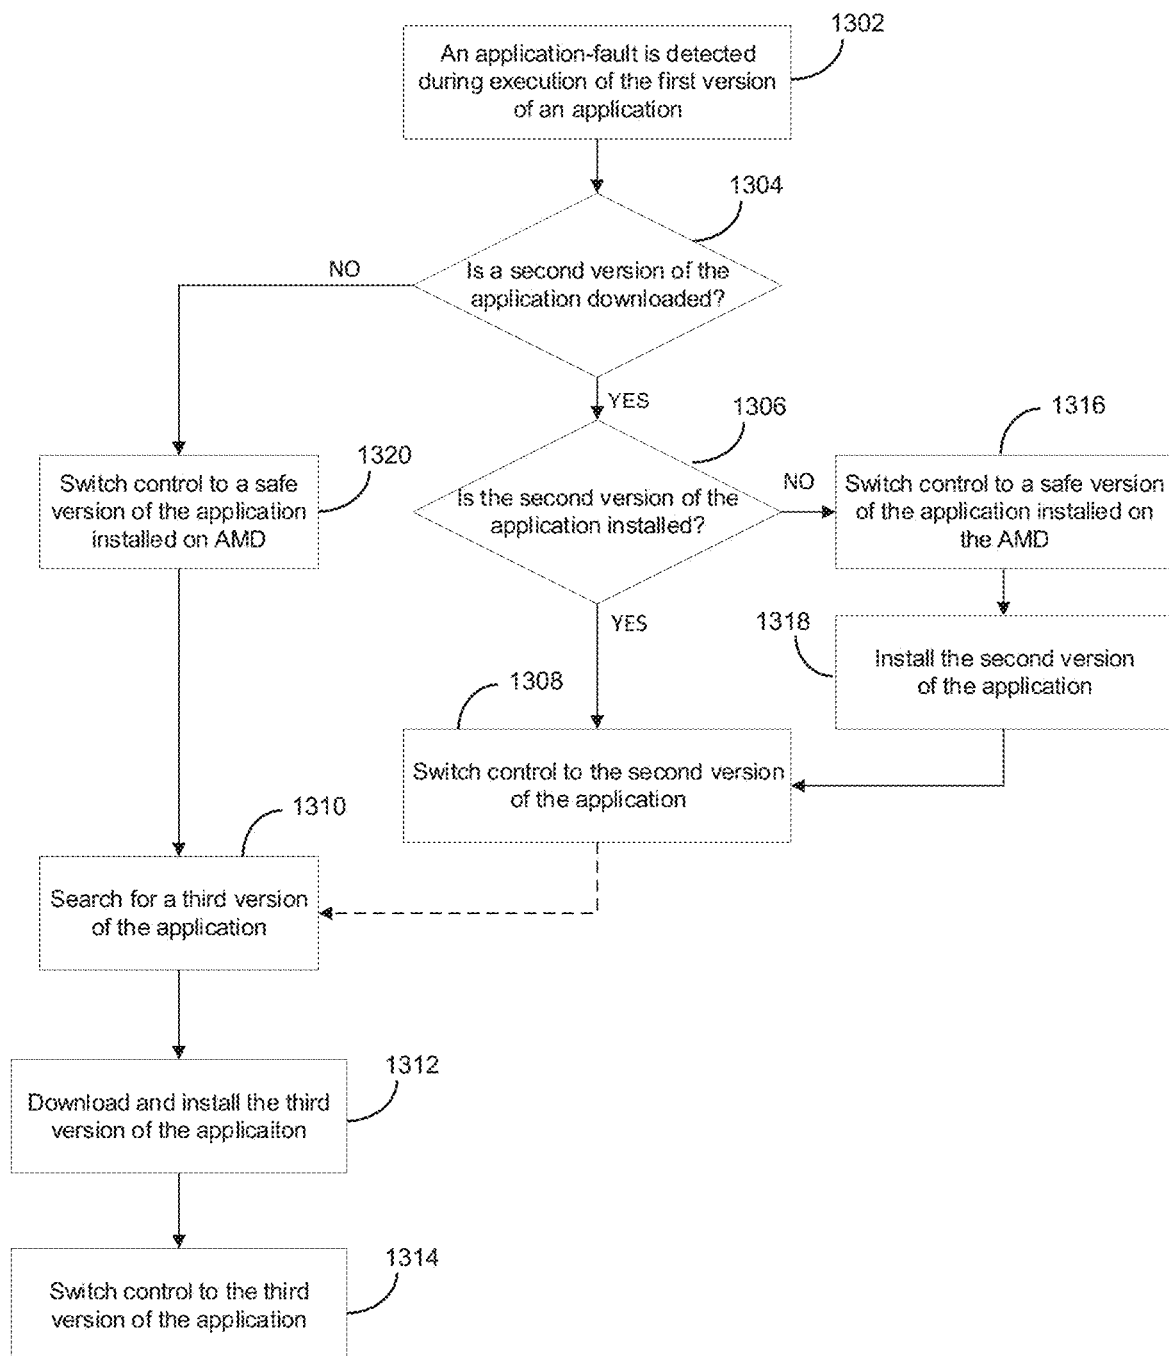 1302
An application-fault is detected
during execution of the first version
of an application
1304
Is a second version of the
application downloaded?
NO
YES
1306
Is the second version of the
application installed?
NO
YES
1316
Switch control to a safe version
of the application installed on
the AMD
1320
Switch control to a safe
version of the application
installed on AMD
1318
Install the second version
of the application
1308
Switch control to the second version
of the application
1310
Search for a third version
of the application
1312
Download and install the third
version of the applicaiton
1314
Switch control to the third
version of the application